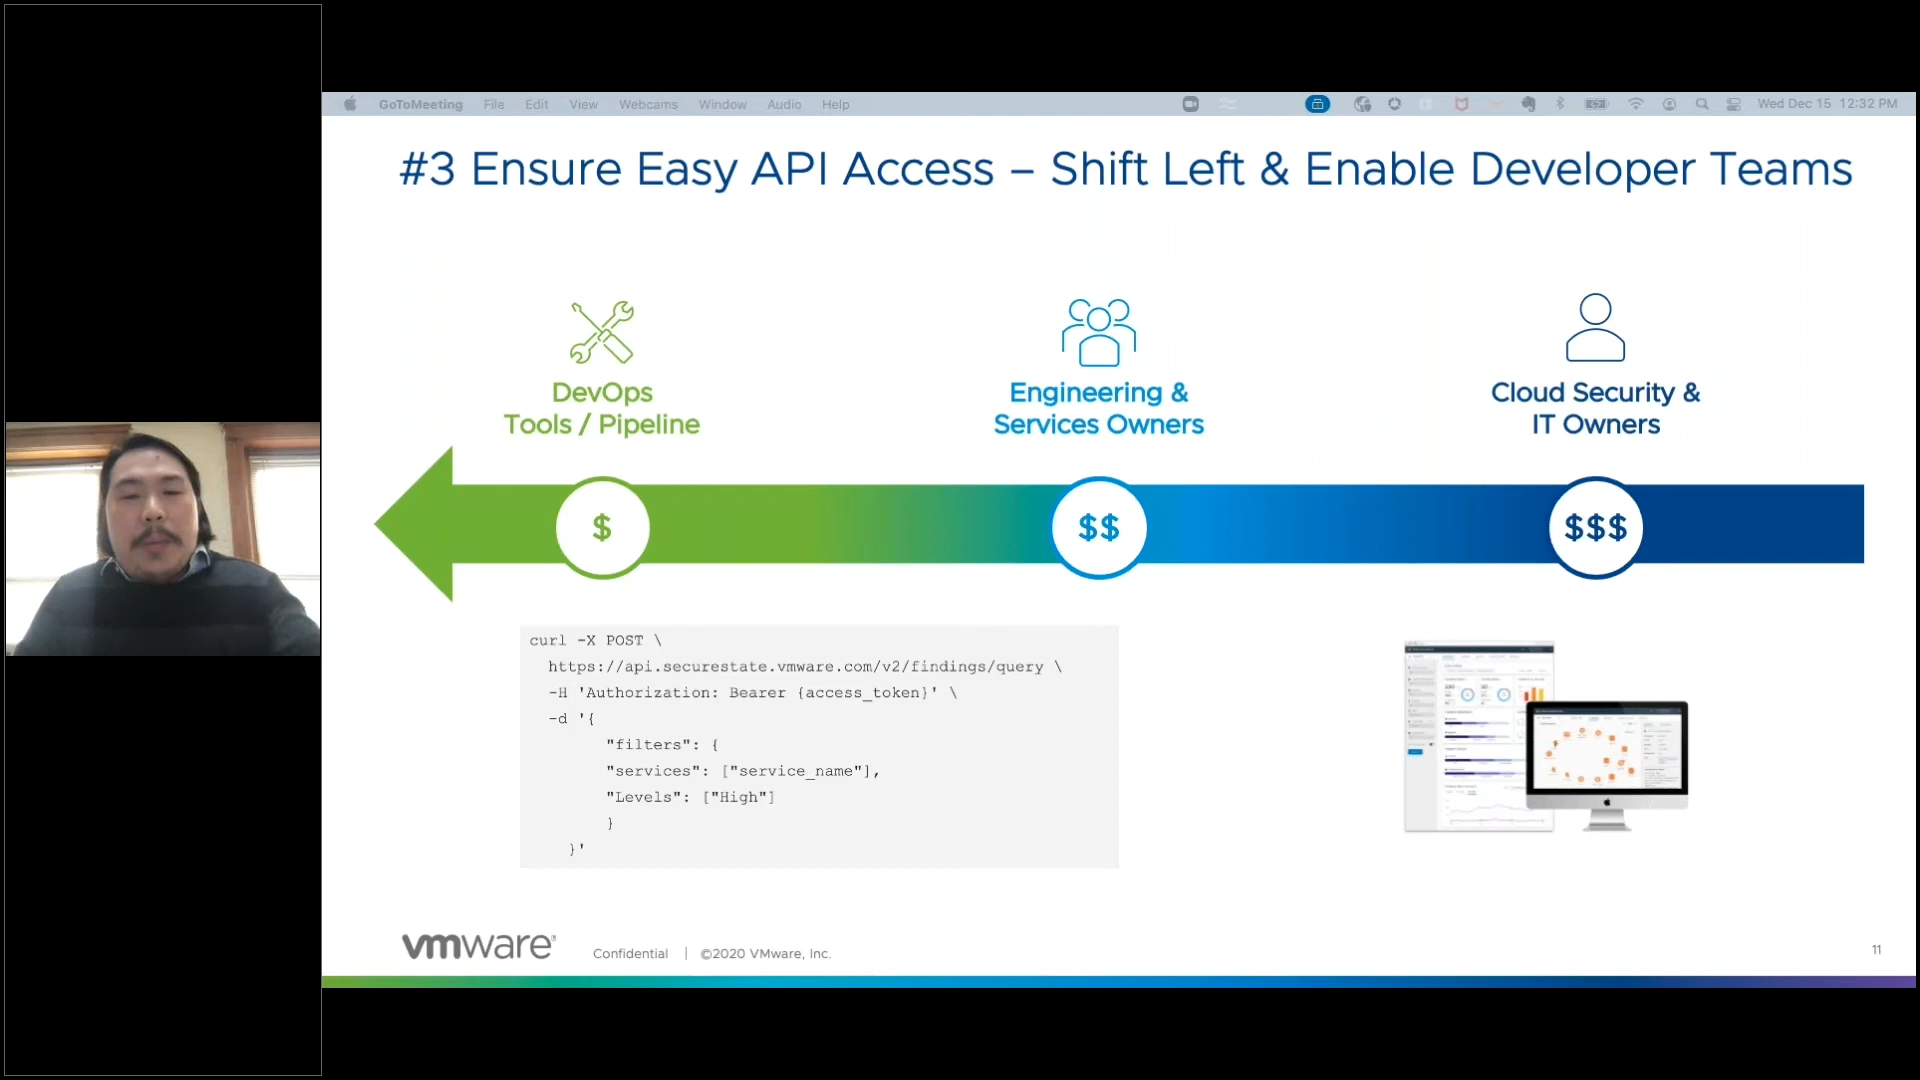 GoToMeeting File Edit View Webcams Window Audio Help Wed Dec 15 12:32 PM
#3 Ensure Easy API Access – Shift Left & Enable Developer Teams
DevOps
Tools / Pipeline
Engineering &
Services Owners
Cloud Security &
IT Owners
$
$$
$$$
curl -X POST \
https://api.securestate.vmware.com/v2/findings/query \
-H 'Authorization: Bearer {access_token}' \
-d '{
"filters": {
"services": ["service_name"],
"Levels": ["High"]
}
}'
vmware®
Confidential | ©2020 VMware, Inc.
11